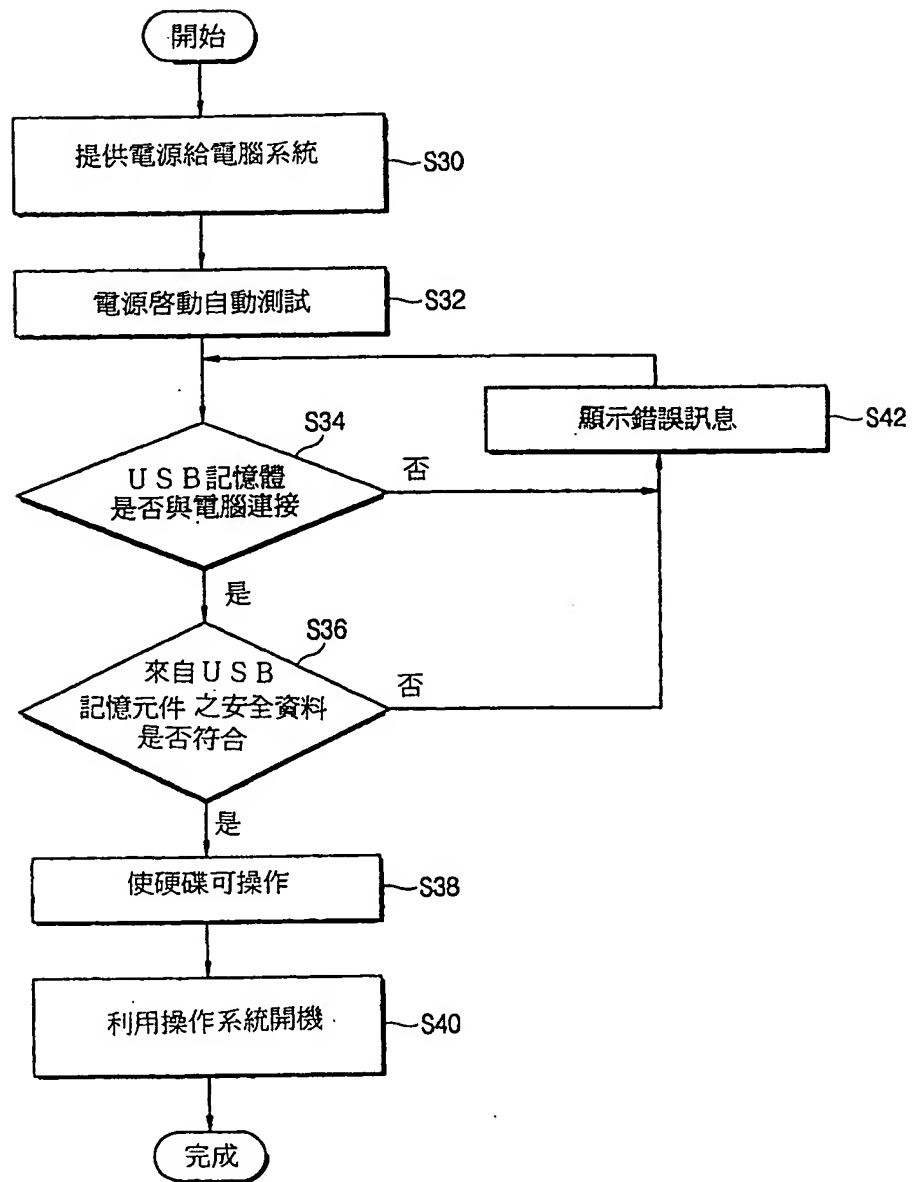 開始
提供電源給電腦系統
S30
電源啓動自動測試
S32
顯示錯誤訊息
S42
S34
USB記憶體
是否與電腦連接
否
是
S36
來自USB
記憶元件 之安全資料
是否符合
否
是
使硬碟可操作
S38
利用操作系統開機
S40
完成